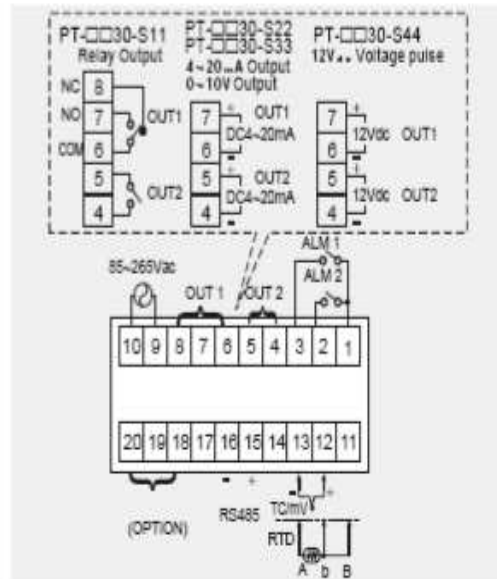 PT-□□30-S11
Relay Output
PT-□□30-S22
PT-□□30-S33
4~20mA Output
0~10V Output
PT-□□30-S44
12Vdc Voltage pulse
NC 8
NO 7 OUT1
COM 6
5 OUT2
4
7 + OUT1
DC4~20mA
6 -
5 + OUT2
DC4~20mA
4 -
7 +
12Vdc OUT1
6 -
5 +
12Vdc OUT2
4 -
ALM 1
85~265Vac
ALM 2
OUT 1 OUT 2
10 9 8 7 6 5 4 3 2 1
20 19 18 17 16 15 14 13 12 11
- + - +
RS485 TC/mV
(OPTION)
RTD
A b B